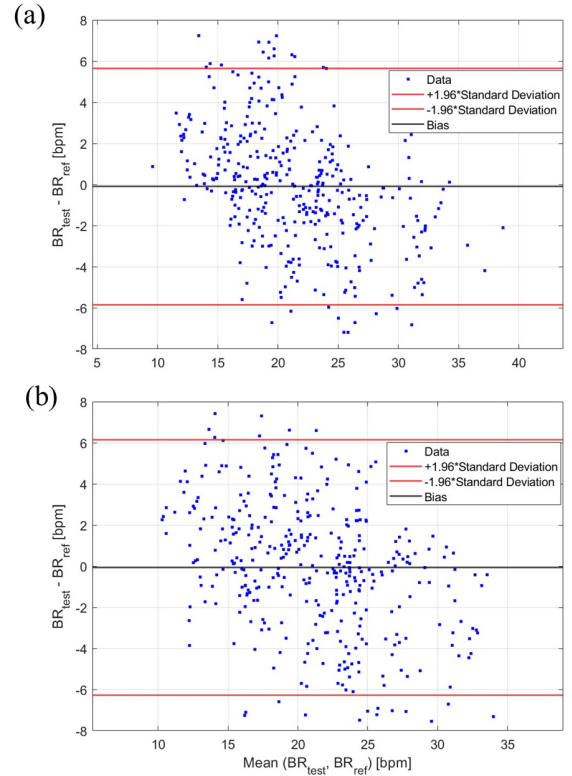 (a)
8
6
4
2
0
-2
-4
-6
-8
BR_test - BR_ref [bpm]
Data
+1.96*Standard Deviation
-1.96*Standard Deviation
Bias
5 10 15 20 25 30 35 40
(b)
8
6
4
2
0
-2
-4
-6
-8
BR_test - BR_ref [bpm]
Data
+1.96*Standard Deviation
-1.96*Standard Deviation
Bias
10 15 20 25 30 35
Mean (BR_test, BR_ref) [bpm]